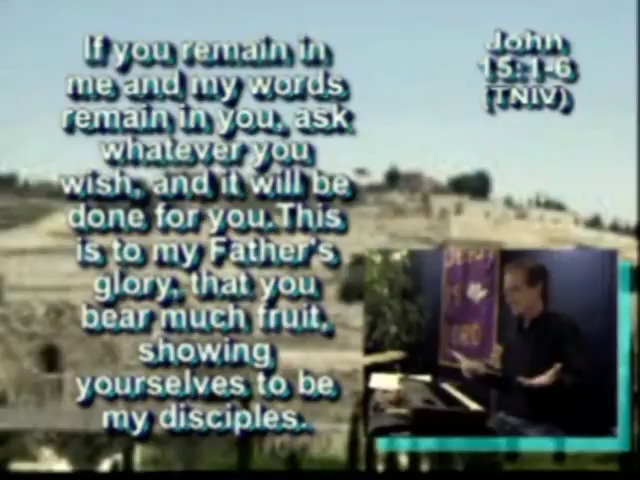 If you remain in
me and my words
remain in you, ask
whatever you
wish, and it will be
done for you.This
is to my Father's
glory, that you
bear much fruit,
showing
yourselves to be
my disciples.
John
15:1-6
(TNIV)
IS